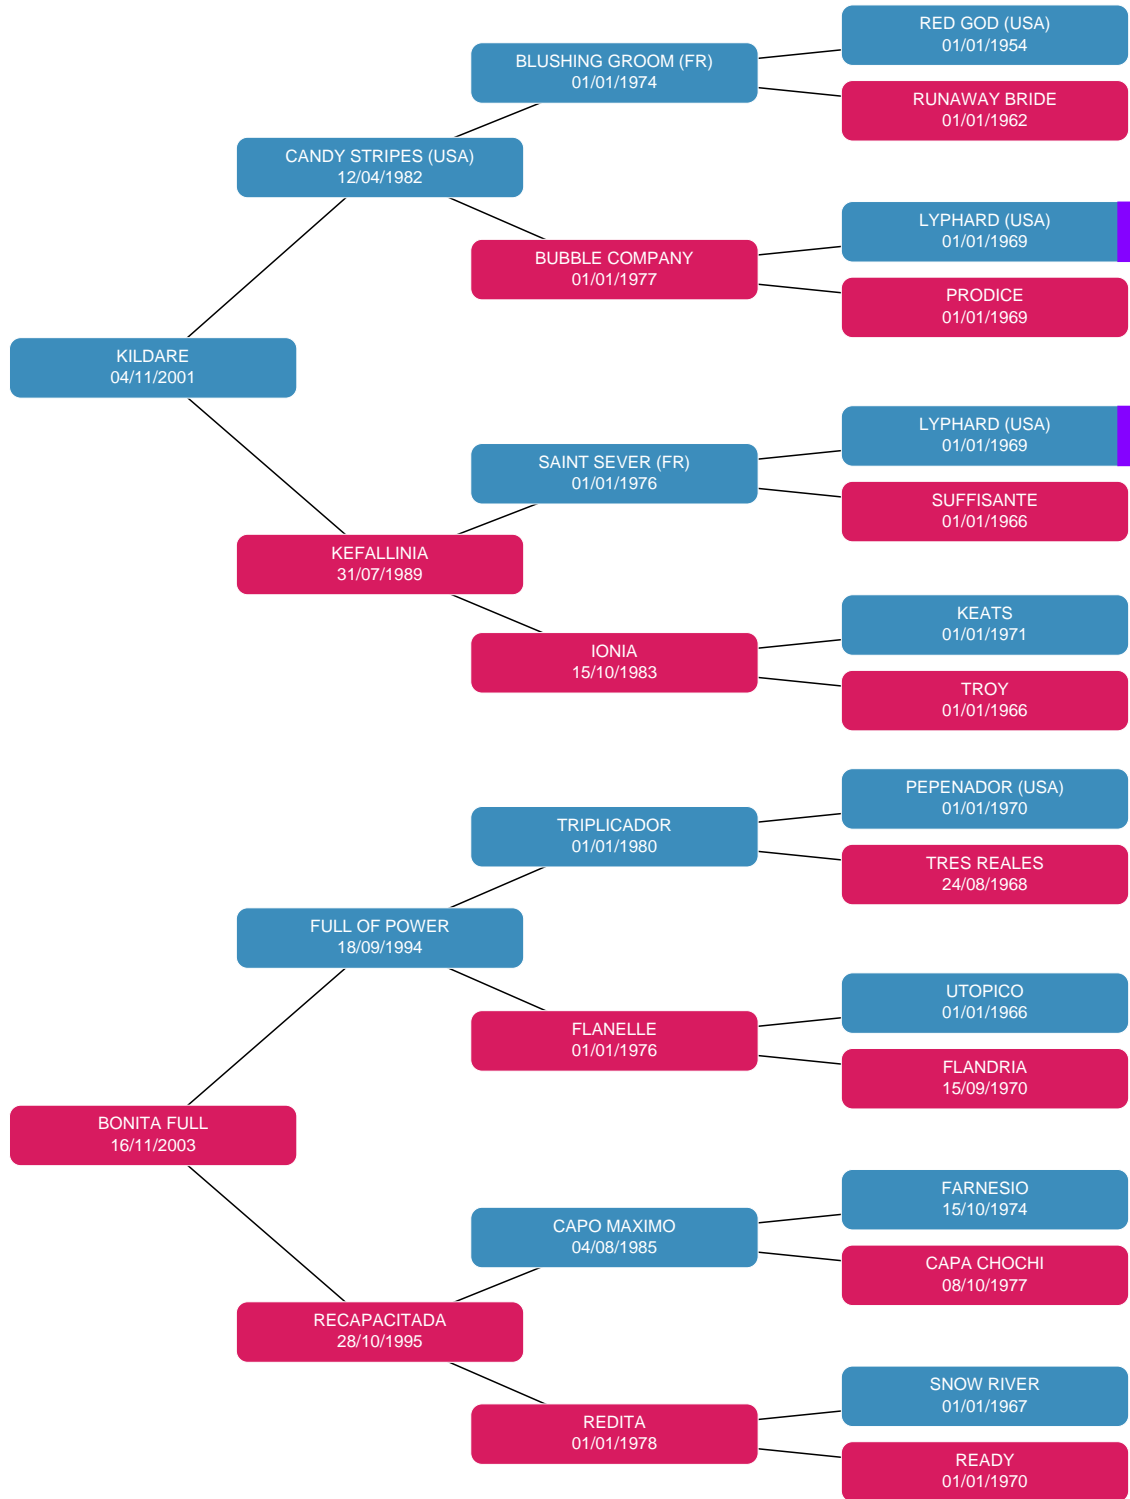 RED GOD (USA)
01/01/1954
BLUSHING GROOM (FR)
01/01/1974
RUNAWAY BRIDE
01/01/1962
CANDY STRIPES (USA)
12/04/1982
LYPHARD (USA)
01/01/1969
BUBBLE COMPANY
01/01/1977
PRODICE
01/01/1969
KILDARE
04/11/2001
LYPHARD (USA)
01/01/1969
SAINT SEVER (FR)
01/01/1976
SUFFISANTE
01/01/1966
KEFALLINIA
31/07/1989
KEATS
01/01/1971
IONIA
15/10/1983
TROY
01/01/1966
PEPENADOR (USA)
01/01/1970
TRIPLICADOR
01/01/1980
TRES REALES
24/08/1968
FULL OF POWER
18/09/1994
UTOPICO
01/01/1966
FLANELLE
01/01/1976
FLANDRIA
15/09/1970
BONITA FULL
16/11/2003
FARNESIO
15/10/1974
CAPO MAXIMO
04/08/1985
CAPA CHOCHI
08/10/1977
RECAPACITADA
28/10/1995
SNOW RIVER
01/01/1967
REDITA
01/01/1978
READY
01/01/1970